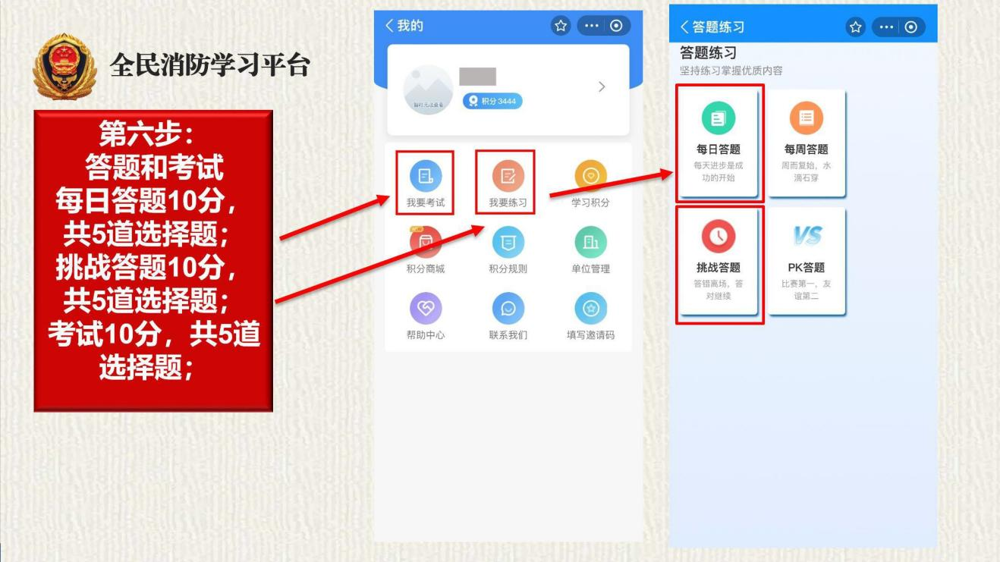 全民消防学习平台
第六步：
答题和考试
每日答题10分，
共5道选择题；
挑战答题10分，
共5道选择题；
考试10分，共5道
选择题；
我的
积分3444
我要考试
我要练习
学习积分
积分商城
积分规则
单位管理
帮助中心
联系我们
填写邀请码
答题练习
答题练习
坚持练习掌握优质内容
每日答题
每天进步是成
功的开始
每周答题
周而复始，水
滴石穿
挑战答题
答错离场，答
对继续
VS
PK答题
比赛第一，友
谊第二